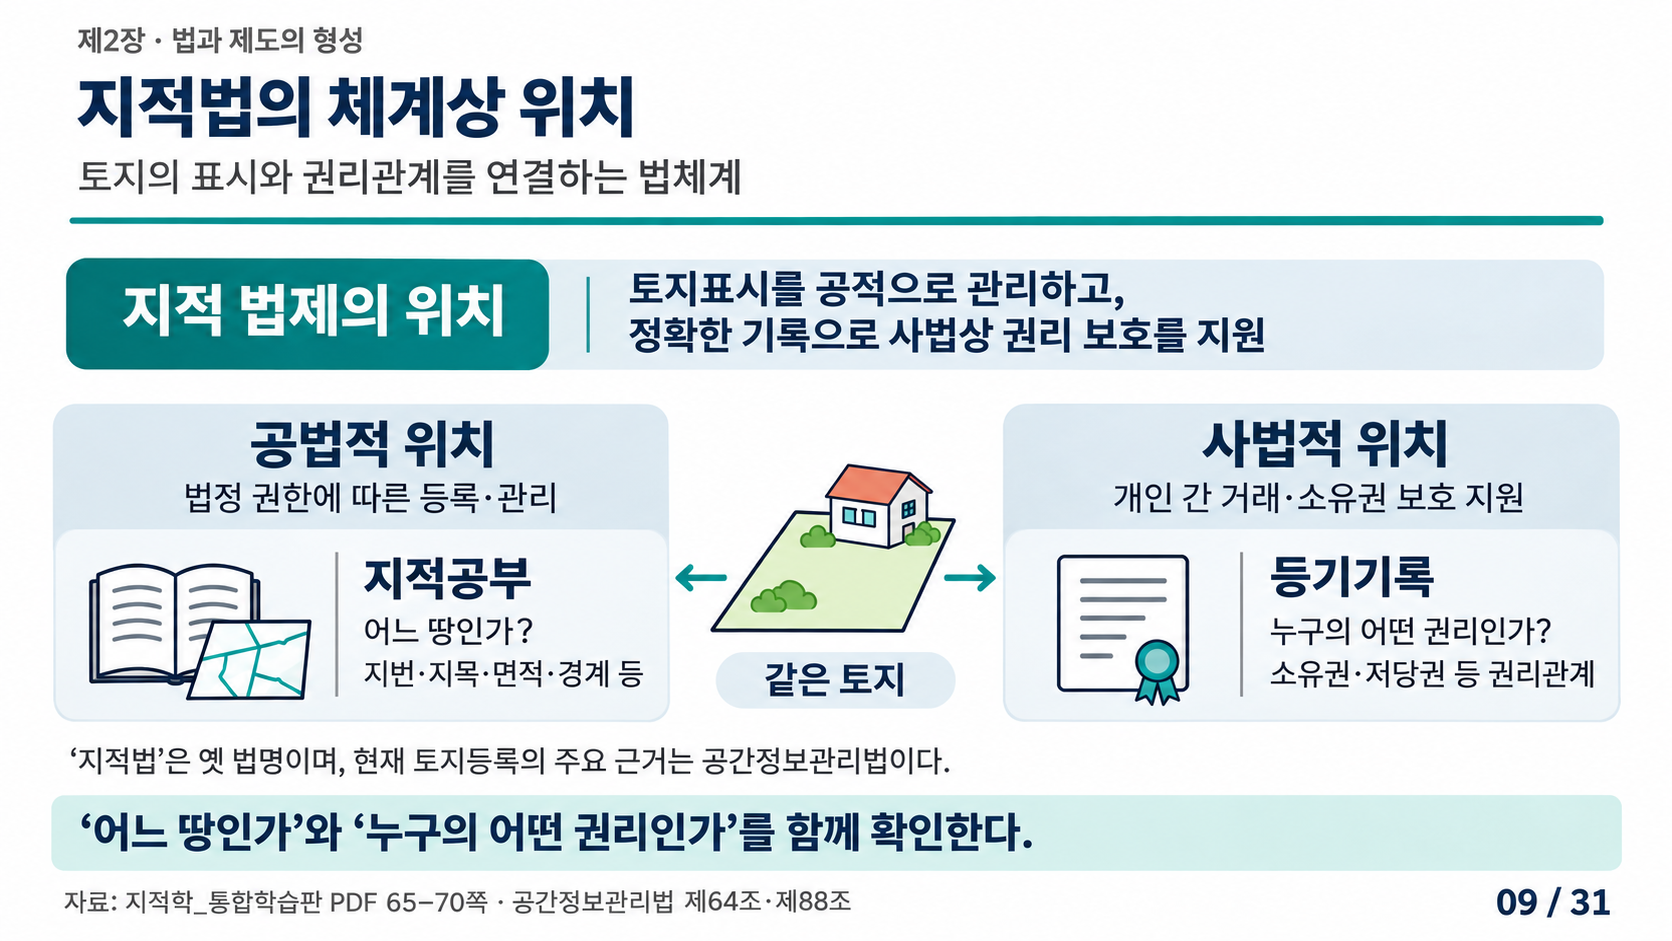 제2장 · 법과 제도의 형성
지적법의 체계상 위치
토지의 표시와 권리관계를 연결하는 법체계
지적 법제의 위치
토지표시를 공적으로 관리하고,
정확한 기록으로 사법상 권리 보호를 지원
공법적 위치
법정 권한에 따른 등록·관리
지적공부
어느 땅인가?
지번·지목·면적·경계 등
같은 토지
사법적 위치
개인 간 거래·소유권 보호 지원
등기기록
누구의 어떤 권리인가?
소유권·저당권 등 권리관계
‘지적법’은 옛 법명이며, 현재 토지등록의 주요 근거는 공간정보관리법이다.
‘어느 땅인가’와 ‘누구의 어떤 권리인가’를 함께 확인한다.
자료: 지적학_통합학습판 PDF 65–70쪽 · 공간정보관리법 제64조·제88조
09 / 31